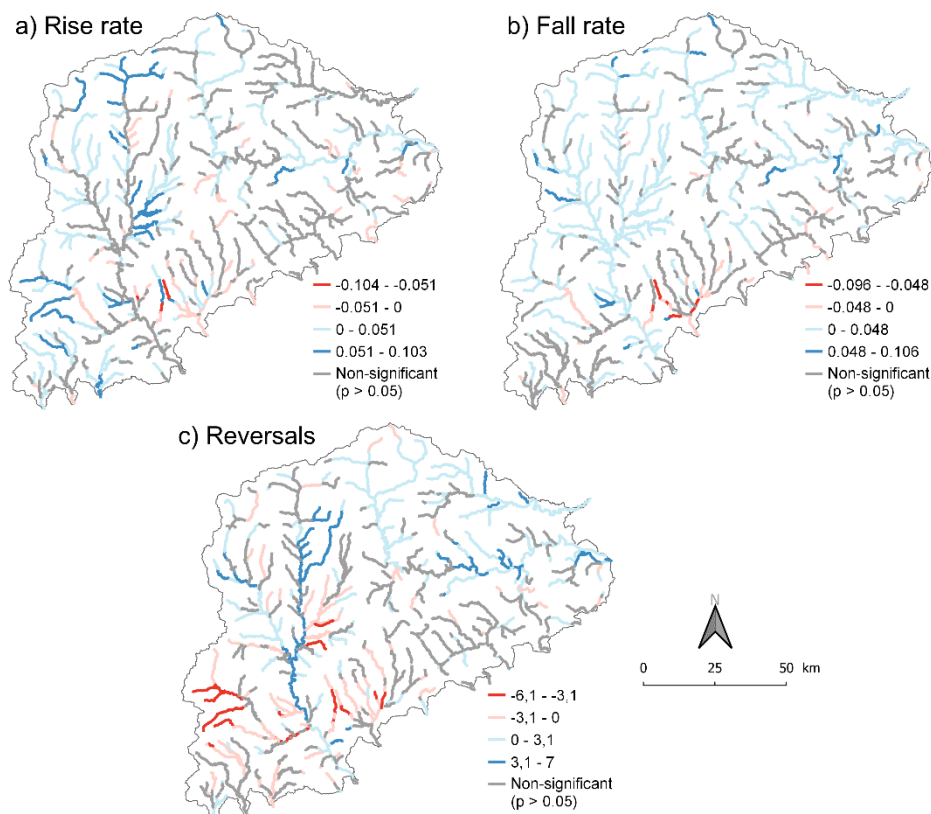 a) Rise rate
-0.104 - -0.051
-0.051 - 0
0 - 0.051
0.051 - 0.103
Non-significant
(p > 0.05)
b) Fall rate
-0.096 - -0.048
-0.048 - 0
0 - 0.048
0.048 - 0.106
Non-significant
(p > 0.05)
c) Reversals
-6,1 - -3,1
-3,1 - 0
0 - 3,1
3,1 - 7
Non-significant
(p > 0.05)
N
0 25 50 km